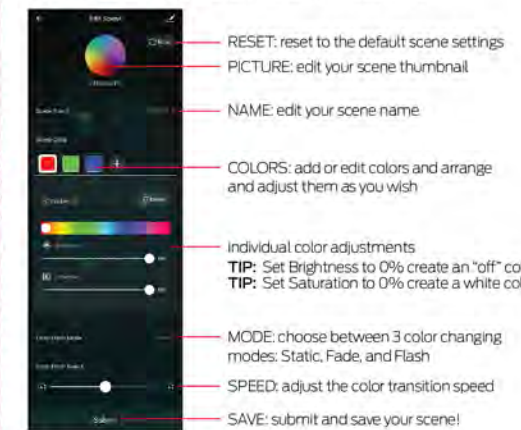 Edit Scene
RESET: reset to the default scene settings
PICTURE: edit your scene thumbnail
NAME: edit your scene name
COLORS: add or edit colors and arrange
and adjust them as you wish
individual color adjustments
TIP: Set Brightness to 0% create an "off" co
TIP: Set Saturation to 0% create a white co
MODE: choose between 3 color changing
modes: Static, Fade, and Flash
SPEED: adjust the color transition speed
SAVE: submit and save your scene!